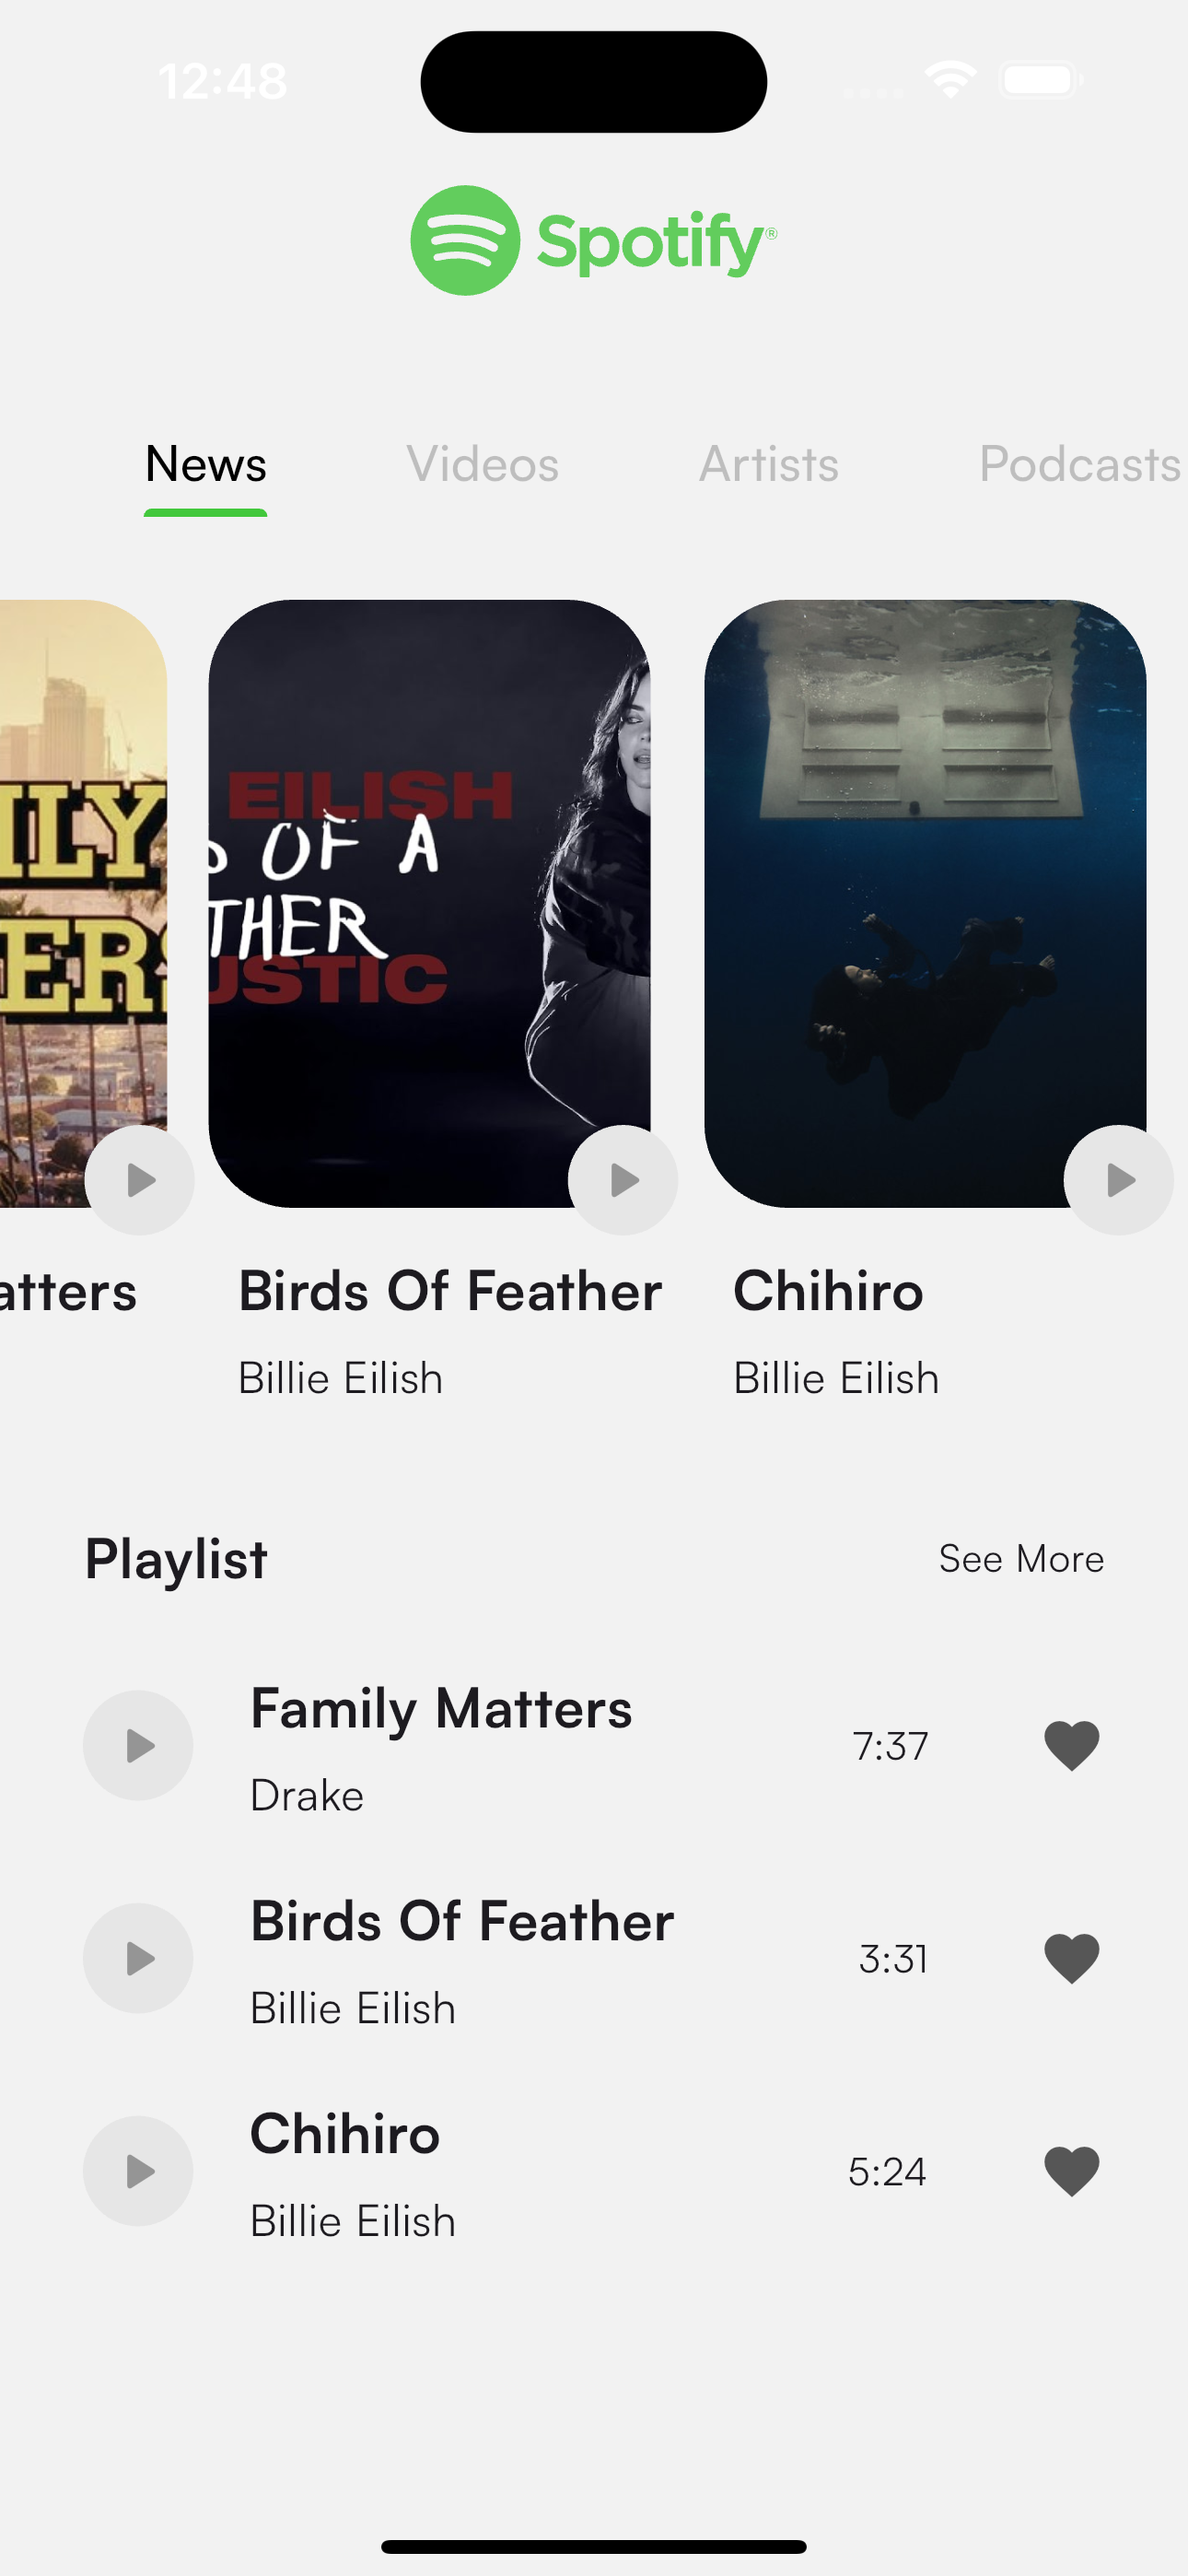 12:48
Spotify®
News Videos Artists Podcasts
ILY
ERS
EILISH
OF A
THER
USTIC
atters
Birds Of Feather
Billie Eilish
Chihiro
Billie Eilish
Playlist
See More
Family Matters
7:37
Drake
Birds Of Feather
3:31
Billie Eilish
Chihiro
5:24
Billie Eilish